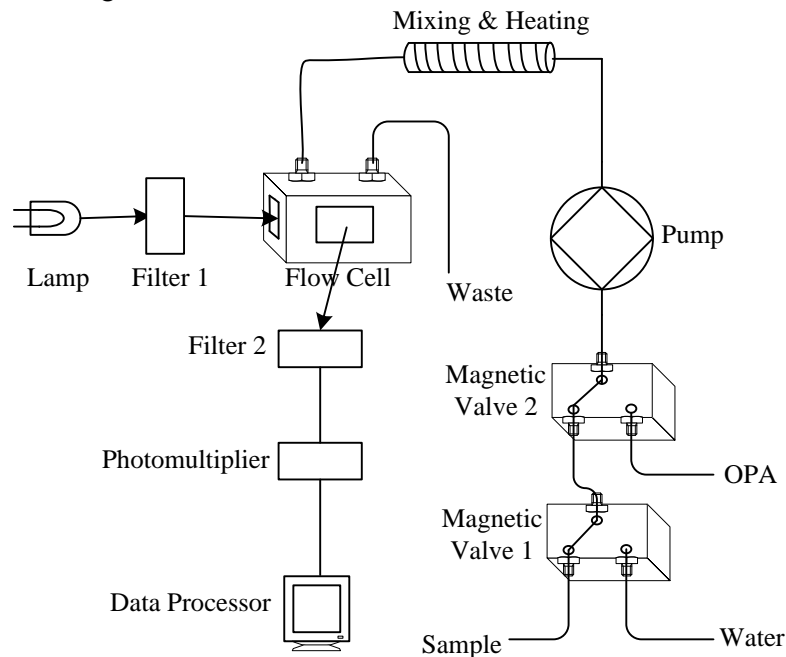 Mixing & Heating
Lamp
Filter 1
Flow Cell
Waste
Pump
Filter 2
Magnetic
Valve 2
Photomultiplier
OPA
Magnetic
Valve 1
Data Processor
Sample
Water